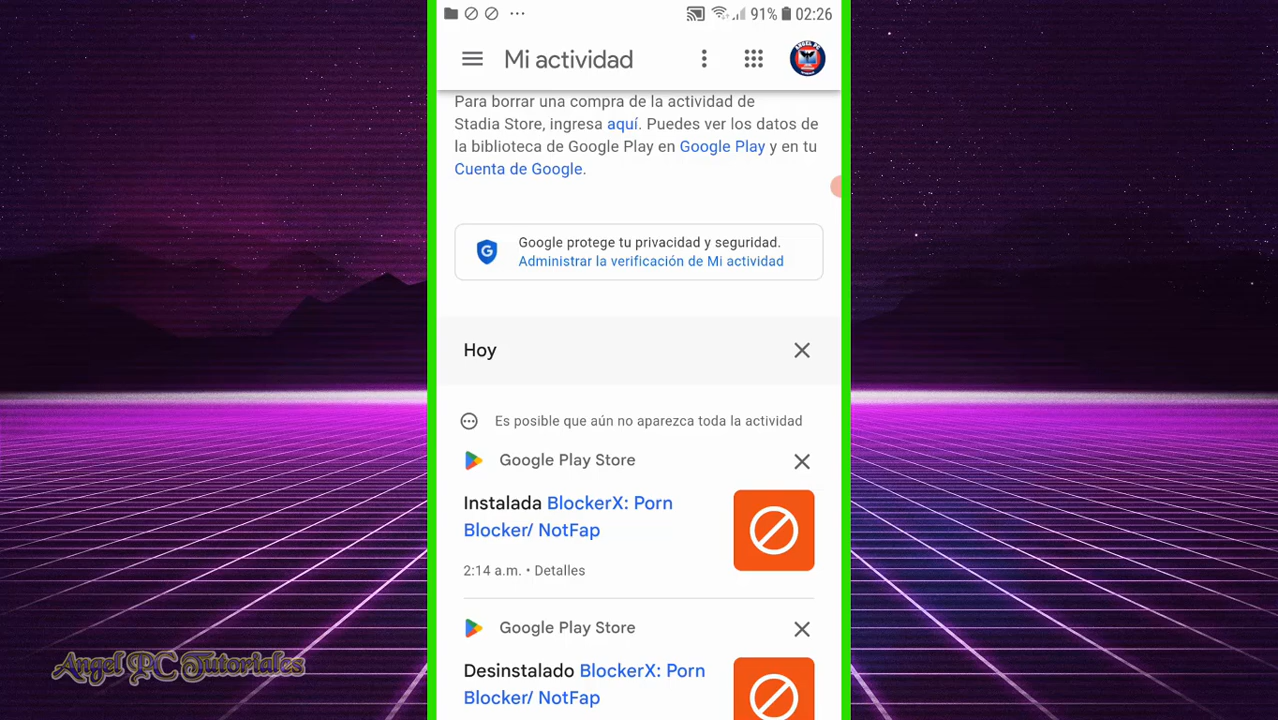 91% 02:26
Mi actividad
Para borrar una compra de la actividad de
Stadia Store, ingresa aquí. Puedes ver los datos de
la biblioteca de Google Play en Google Play y en tu
Cuenta de Google.
Google protege tu privacidad y seguridad.
Administrar la verificación de Mi actividad
Hoy
Es posible que aún no aparezca toda la actividad
Google Play Store
Instalada BlockerX: Porn
Blocker/ NotFap
2:14 a.m. • Detalles
Google Play Store
Desinstalado BlockerX: Porn
Blocker/ NotFap
Angel PC Tutoriales